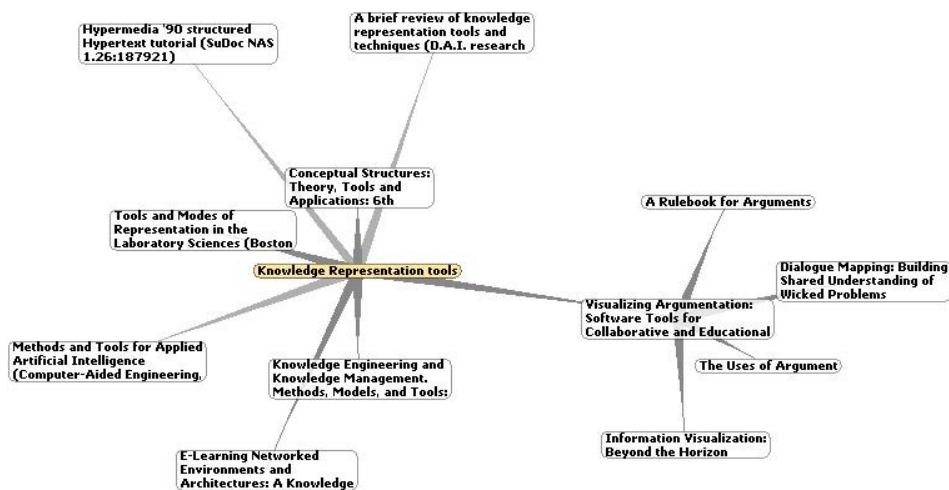 Hypermedia '90 structured
Hypertext tutorial (SuDoc NAS
1.26:187921)
A brief review of knowledge
representation tools and
techniques (D.A.I. research
Conceptual Structures:
Theory, Tools and
Applications: 6th
Tools and Modes of
Representation in the
Laboratory Sciences (Boston
Knowledge Representation tools
A Rulebook for Arguments
Dialogue Mapping: Building
Shared Understanding of
Wicked Problems
Visualizing Argumentation:
Software Tools for
Collaborative and Educational
The Uses of Argument
Methods and Tools for Applied
Artificial Intelligence
(Computer-Aided Engineering,
Knowledge Engineering and
Knowledge Management.
Methods, Models, and Tools:
Information Visualization:
Beyond the Horizon
E-Learning Networked
Environments and
Architectures: A Knowledge